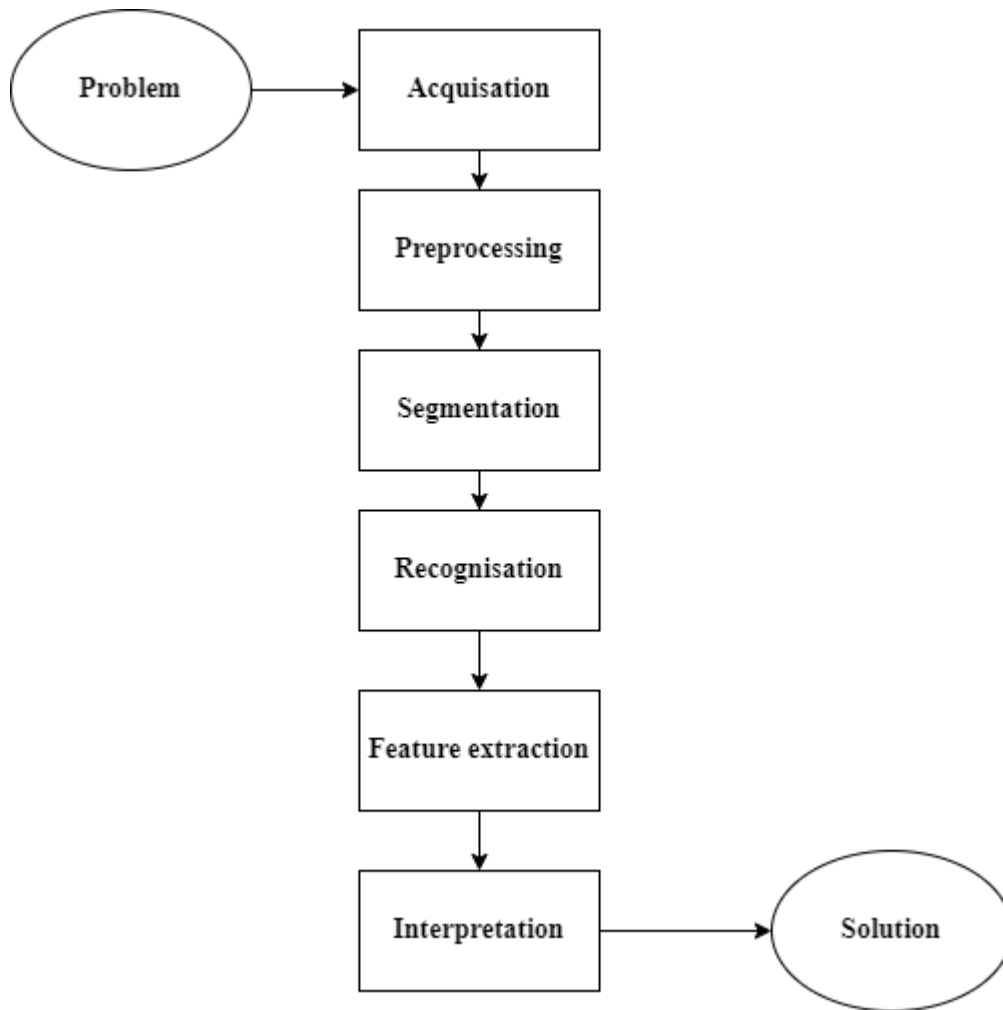 Problem
Acquisation
Preprocessing
Segmentation
Recognisation
Feature extraction
Interpretation
Solution